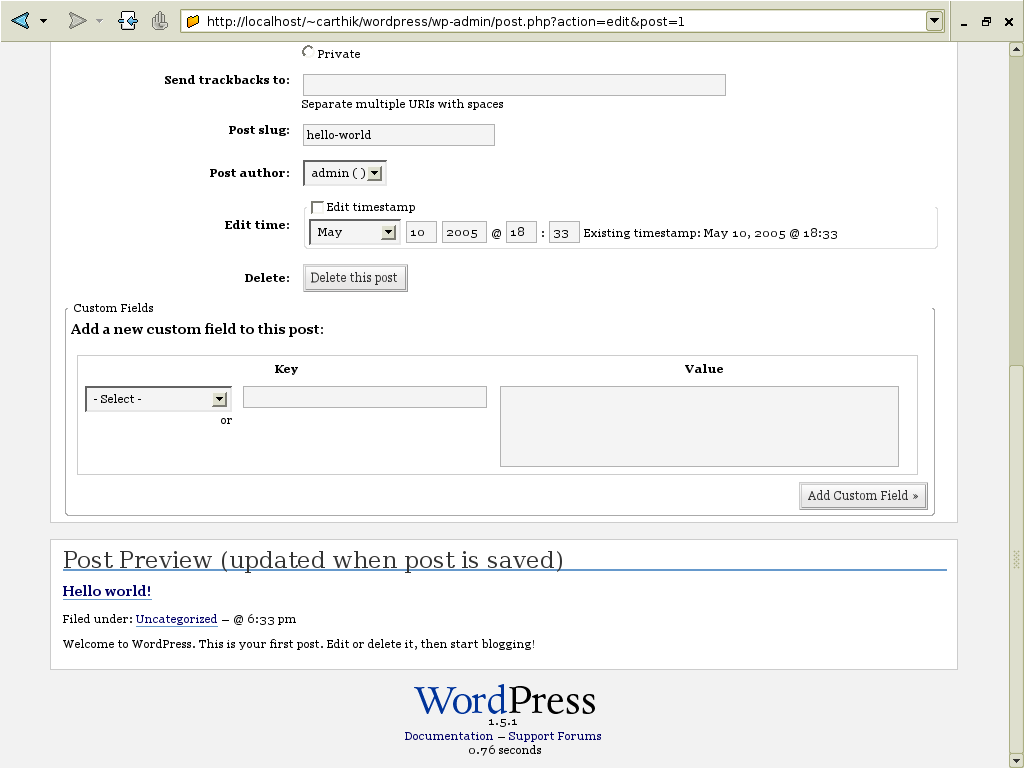 http://localhost/~carthik/wordpress/wp-admin/post.php?action=edit&post=1
Private
Send trackbacks to:
Separate multiple URIs with spaces
Post slug: hello-world
Post author: admin ( )
Edit timestamp
Edit time: May 10 2005 @ 18 : 33 Existing timestamp: May 10, 2005 @ 18:33
Delete: Delete this post
Custom Fields
Add a new custom field to this post:
Key Value
- Select -
or
Add Custom Field »
Post Preview (updated when post is saved)
Hello world!
Filed under: Uncategorized – @ 6:33 pm
Welcome to WordPress. This is your first post. Edit or delete it, then start blogging!
WordPress
1.5.1
Documentation — Support Forums
0.76 seconds